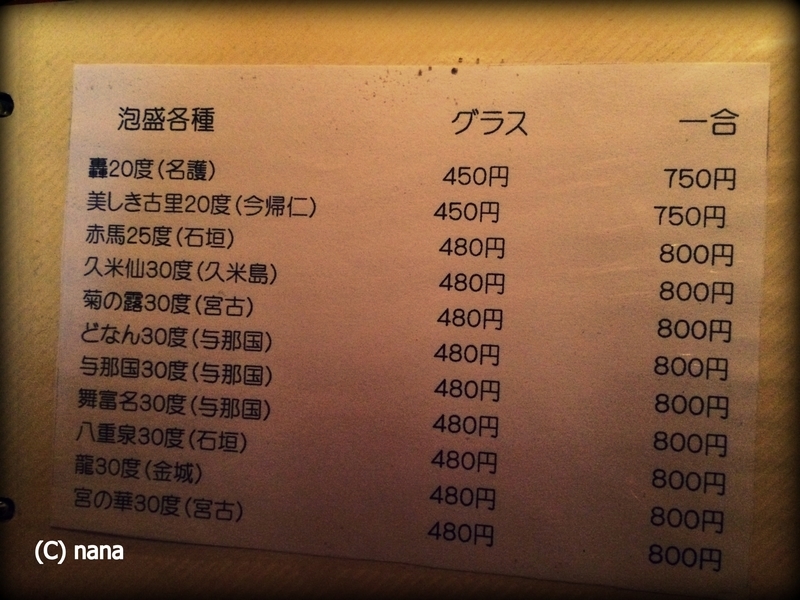 泡盛各種 グラス 一合
轟20度(名護) 450円 750円
美しき古里20度(今帰仁) 450円 750円
赤馬25度(石垣) 480円 800円
久米仙30度(久米島) 480円 800円
菊の露30度(宮古) 480円 800円
どなん30度(与那国) 480円 800円
与那国30度(与那国) 480円 800円
舞富名30度(与那国) 480円 800円
八重泉30度(石垣) 480円 800円
龍30度(金城) 480円 800円
宮の華30度(宮古) 480円 800円
(C) nana